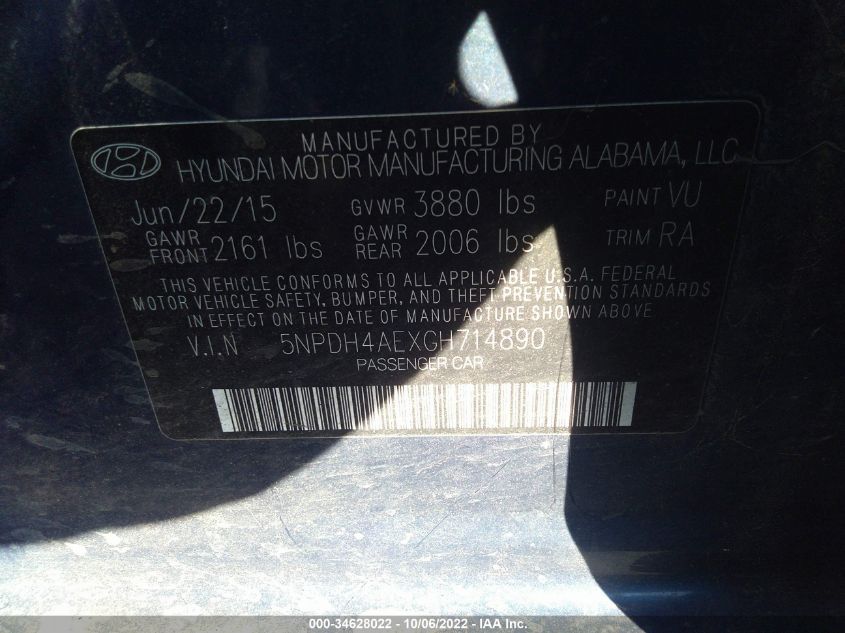 MANUFACTURED BY
HYUNDAI MOTOR MANUFACTURING ALABAMA, LLC
Jun/22/15 GVWR 3880 lbs PAINT VU
GAWR FRONT 2161 lbs GAWR REAR 2006 lbs TRIM RA
THIS VEHICLE CONFORMS TO ALL APPLICABLE U.S.A. FEDERAL
MOTOR VEHICLE SAFETY, BUMPER, AND THEFT PREVENTION STANDARDS
IN EFFECT ON THE DATE OF MANUFACTURE SHOWN ABOVE
V.I.N 5NPDH4AEXGH714890
PASSENGER CAR
000-34628022 - 10/06/2022 - IAA Inc.